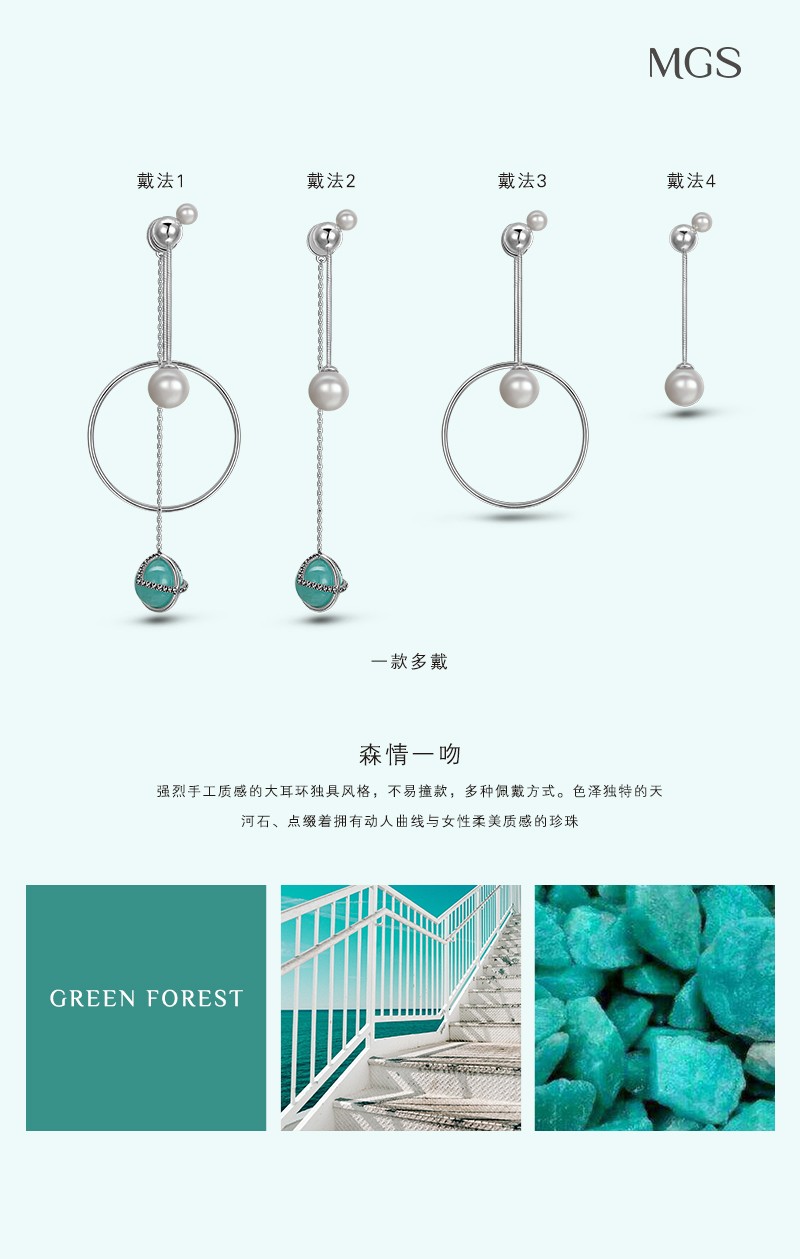 MGS
戴法1
戴法2
戴法3
戴法4
一款多戴
森情一吻
强烈手工质感的大耳环独具风格，不易撞款，多种佩戴方式。色泽独特的天
河石、点缀着拥有动人曲线与女性柔美质感的珍珠
GREEN FOREST